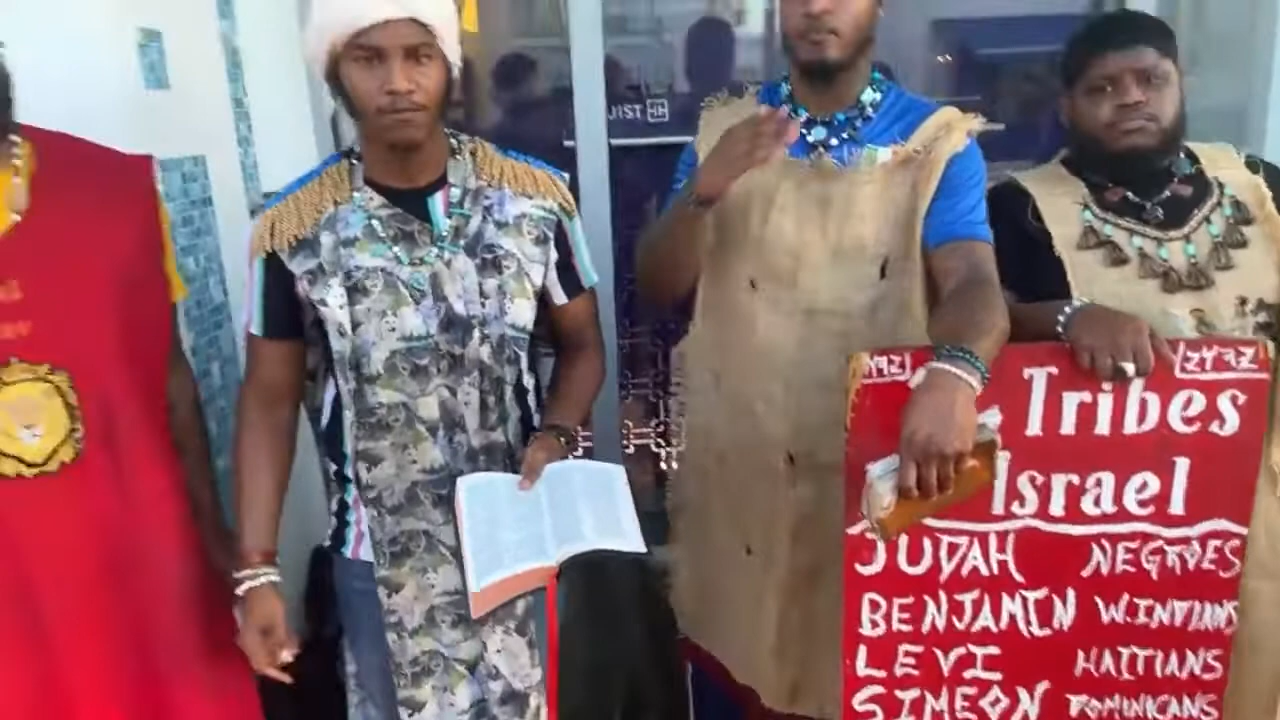 Tribes
Israel
JUDAH NEGROES
BENJAMIN W.INDIANS
LEVI HAITIANS
SIMEON DOMINICANS